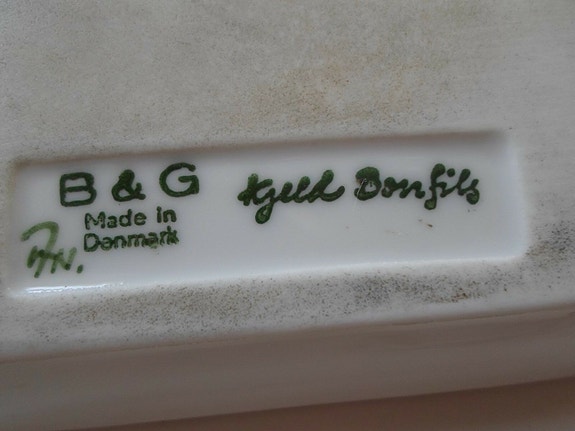 B & G
Made in
Denmark
Kjeld Bonfils